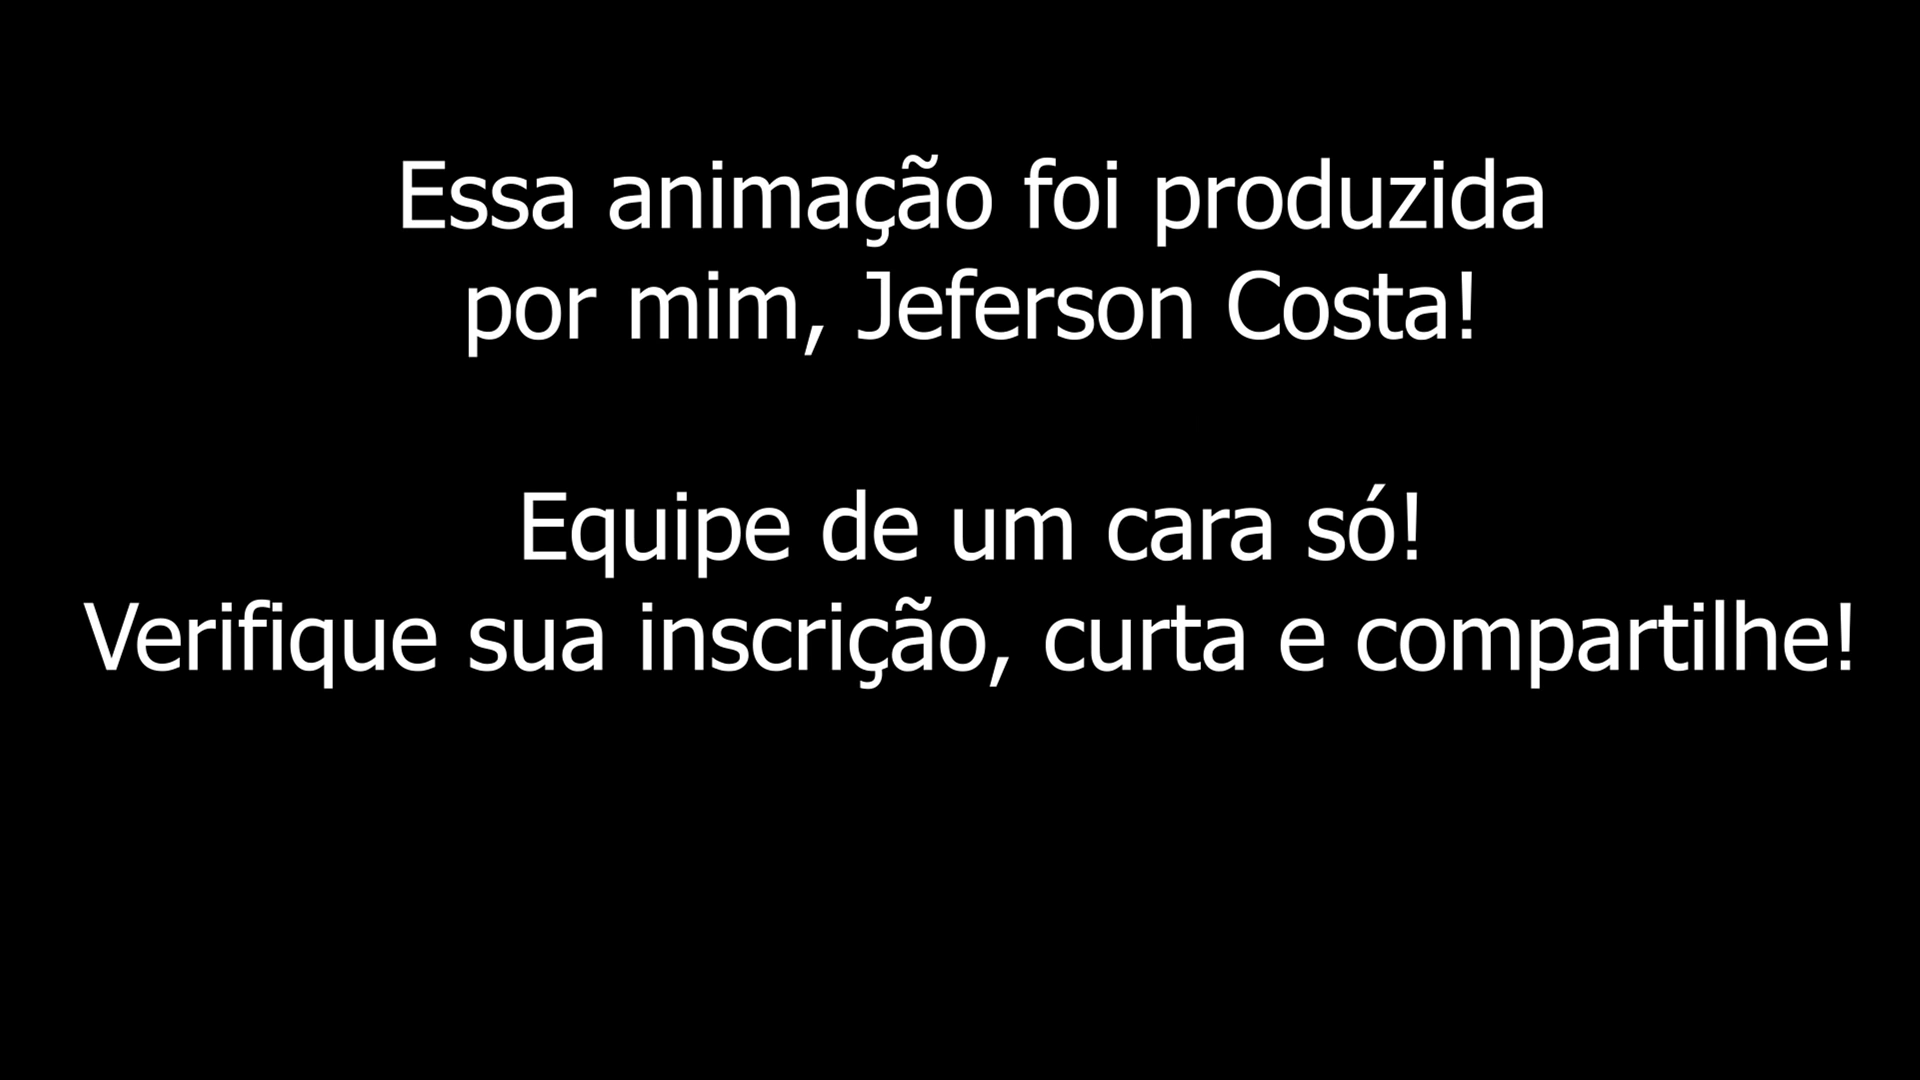 Essa animação foi produzida
por mim, Jeferson Costa!
Equipe de um cara só!
Verifique sua inscrição, curta e compartilhe!